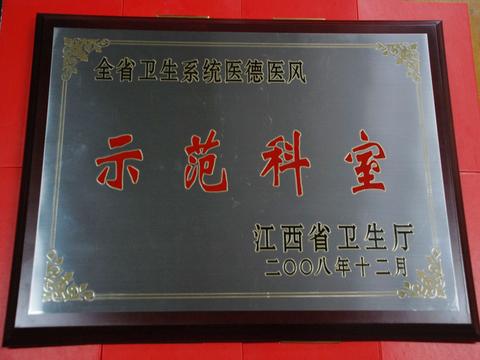 全省卫生系统医德医风
示范科室
江西省卫生厅
二〇〇八年十二月